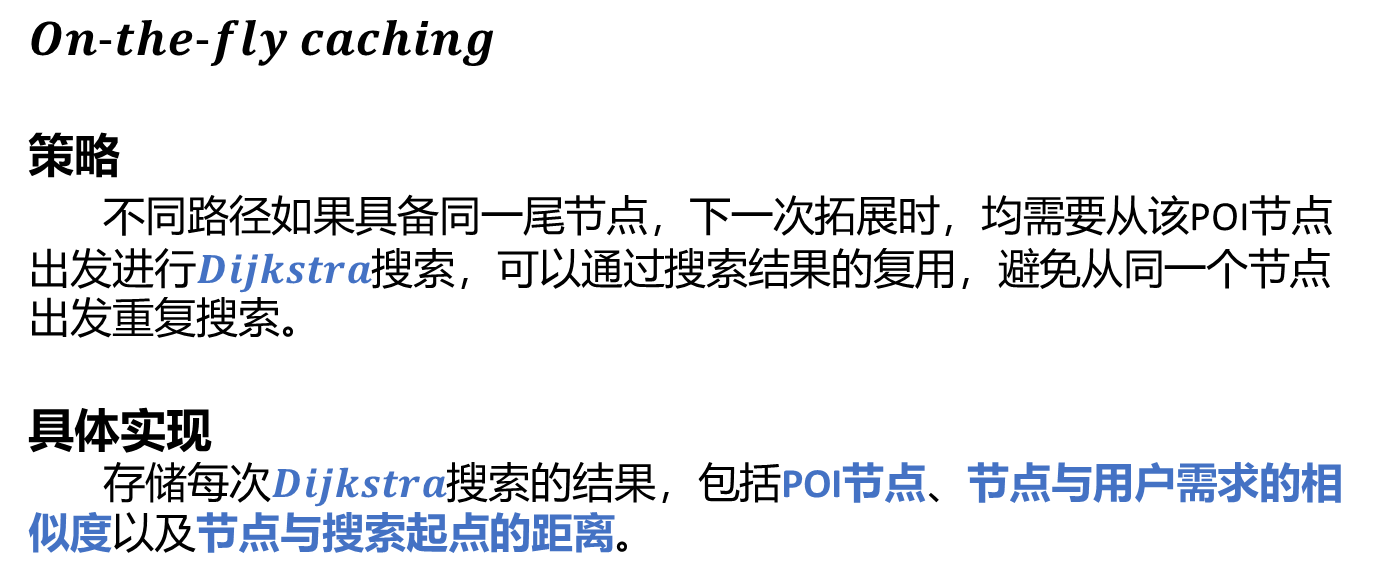 On-the-fly caching
策略
不同路径如果具备同一尾节点，下一次拓展时，均需要从该POI节点
出发进行Dijkstra搜索，可以通过搜索结果的复用，避免从同一个节点
出发重复搜索。
具体实现
存储每次Dijkstra搜索的结果，包括POI节点、节点与用户需求的相
似度以及节点与搜索起点的距离。